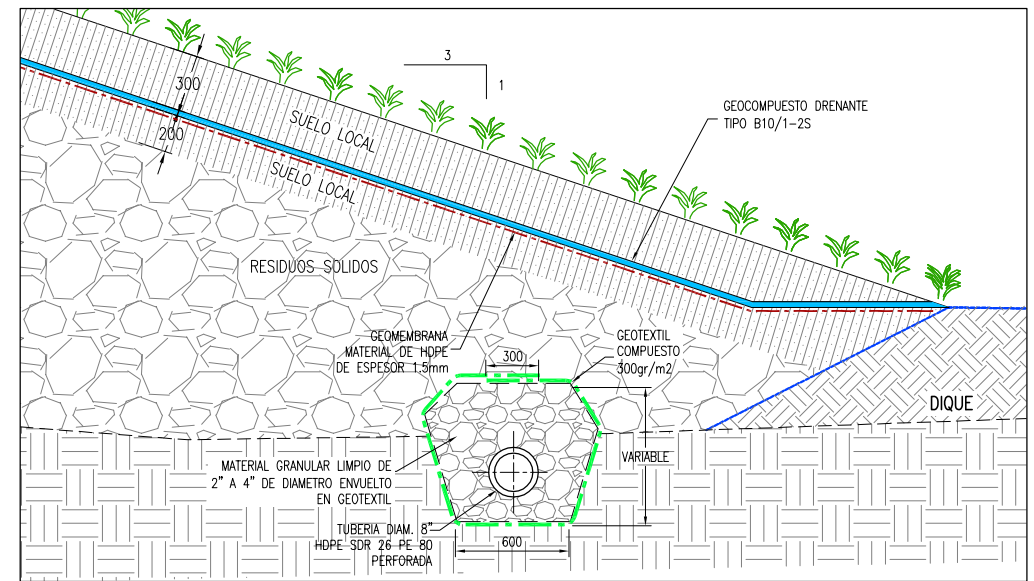 3
1
300
200
SUELO LOCAL
SUELO LOCAL
GEOCOMPUESTO DRENANTE
TIPO B10/1-2S
RESIDUOS SOLIDOS
GEOMEMBRANA
MATERIAL DE HDPE
DE ESPESOR 1,5mm
300
GEOTEXTIL
COMPUESTO
300gr/m2
DIQUE
VARIABLE
MATERIAL GRANULAR LIMPIO DE
2" A 4" DE DIAMETRO ENVUELTO
EN GEOTEXTIL
TUBERIA DIAM. 8"
HDPE SDR 26 PE 80
PERFORADA
600